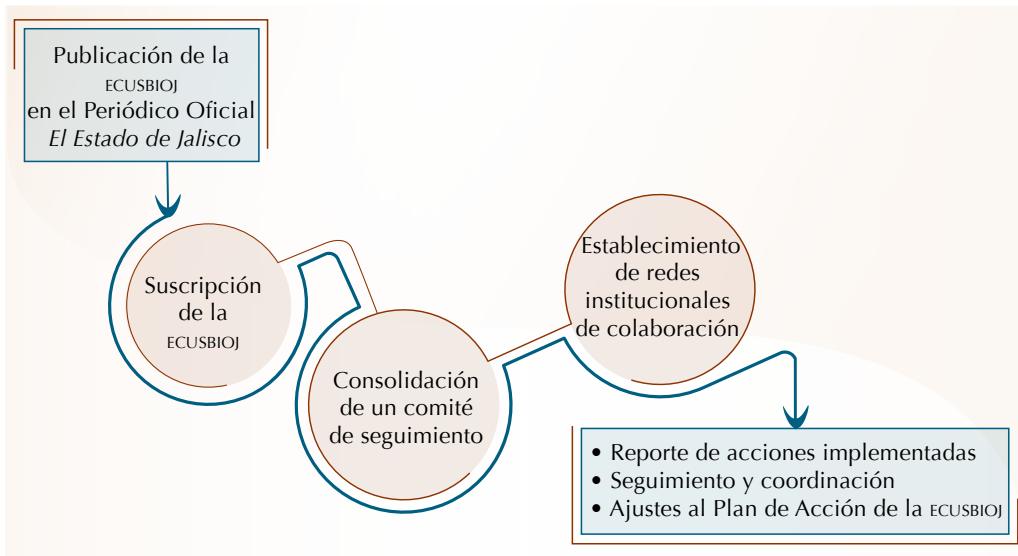 Publicación de la
ECUSBIOJ
en el Periódico Oficial
El Estado de Jalisco
Suscripción
de la
ECUSBIOJ
Consolidación
de un comité
de seguimiento
Establecimiento
de redes
institucionales
de colaboración
• Reporte de acciones implementadas
• Seguimiento y coordinación
• Ajustes al Plan de Acción de la ECUSBIOJ